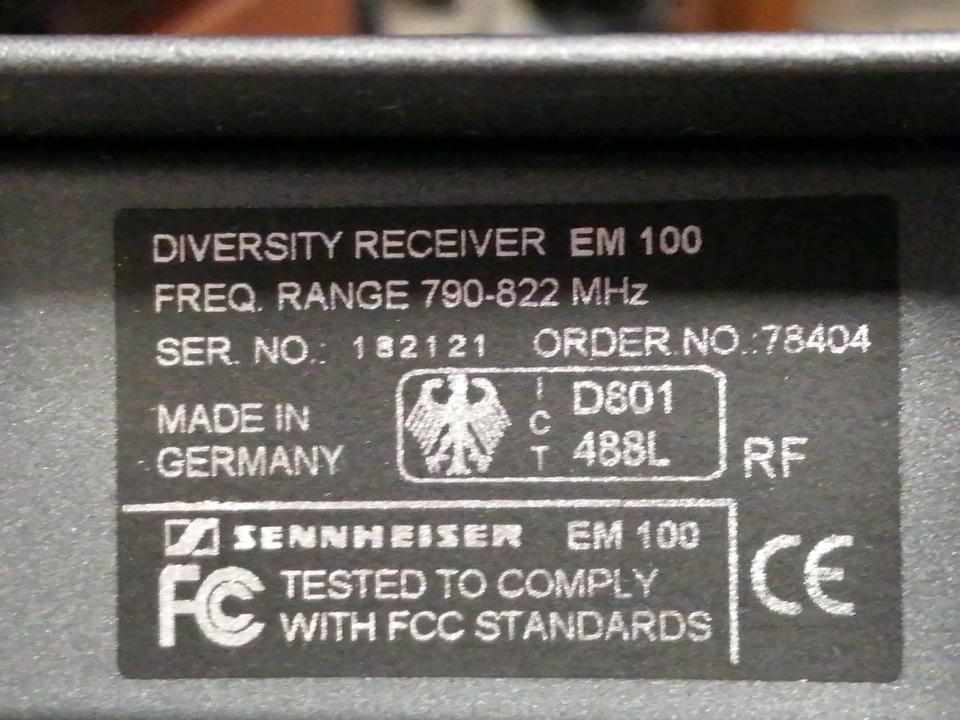 DIVERSITY RECEIVER EM 100
FREQ. RANGE 790-822 MHz
SER. NO.: 182121 ORDER.NO.:78404
MADE IN
GERMANY
I C T
D801
488L
RF
SENNHEISER EM 100
FC TESTED TO COMPLY
WITH FCC STANDARDS
CE